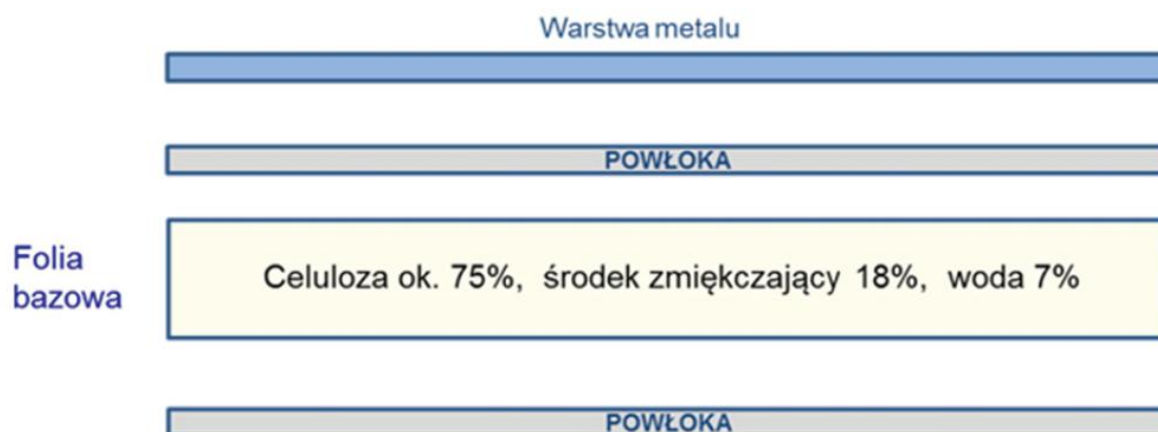 Warstwa metalu
POWŁOKA
Folia
bazowa
Celuloza ok. 75%, środek zmiękczający 18%, woda 7%
POWŁOKA